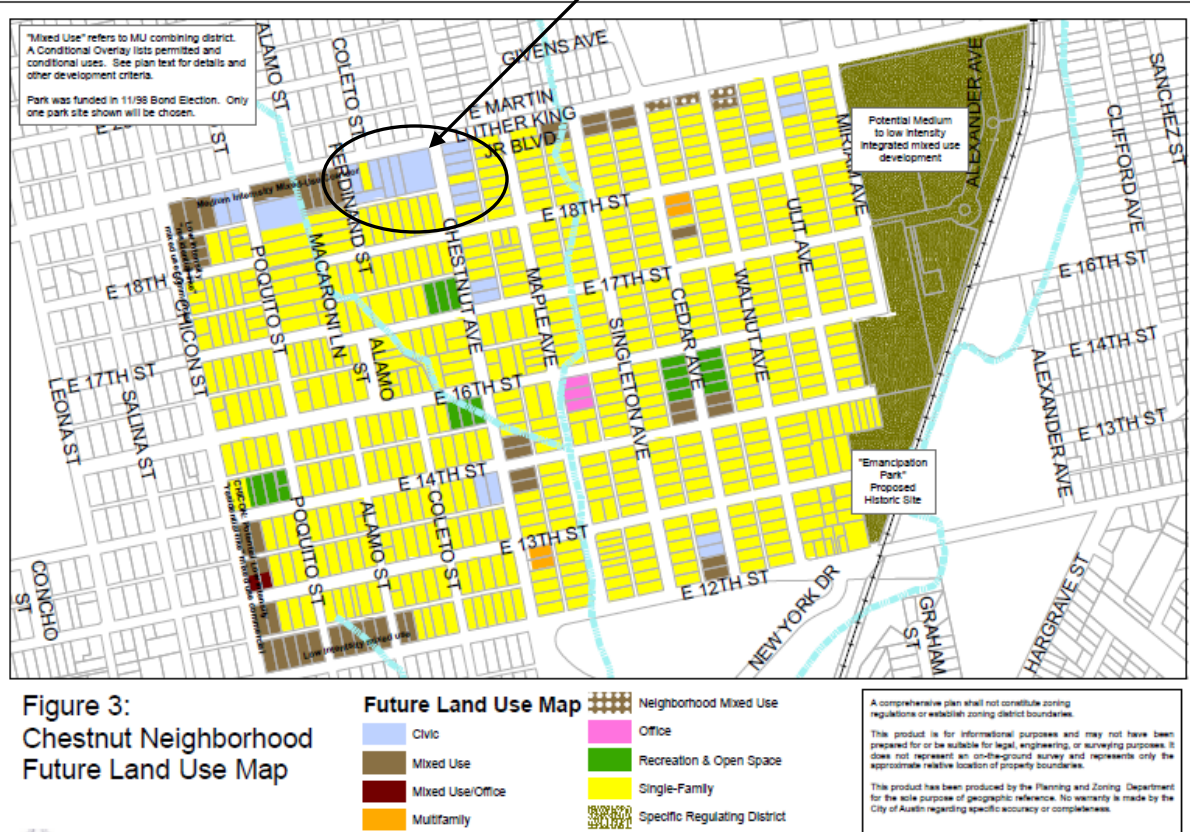 "Mixed Use" refers to MU combining district.
A Conditional Overlay lists permitted and
conditional uses. See plan text for details and
other development criteria.
Park was funded in 11/98 Bond Election. Only
one park site shown will be chosen.
ALAMO ST
COLETO ST
GIVENS AVE
E MARTIN
LUTHER KING
JR BLVD
ST
FERDINAND ST
Medium Intensity Mixed-Use
Potential Medium
to low intensity
integrated mixed use
development
ALEXANDER AVE
SANCHEZ ST
CLIFFORD AVE
MIRIAM AVE
E 18TH ST
ULIT AVE
E 18TH ST
POQUITO ST
MACARONI LN
CHESTNUT AVE
MAPLE AVE
E 17TH ST
CEDAR AVE
WALNUT AVE
E 16TH ST
CHICON ST
SINGLETON AVE
E 17TH ST
LEONA ST
SALINA ST
ALAMO
ST
E 16TH ST
E 14TH ST
ALEXANDER AVE
E 13TH ST
"Emancipation
Park"
Proposed
Historic Site
E 14TH ST
CHICON: Potential Low Intensity
POQUITO ST
ALAMO ST
COLETO ST
E 13TH ST
E 12TH ST
CONCHO
ST
Low intensity mixed use
NEW YORK DR
GRAHAM
ST
HARGRAVE ST
Figure 3:
Chestnut Neighborhood
Future Land Use Map
Future Land Use Map
Civic
Mixed Use
Mixed Use/Office
Multifamily
Neighborhood Mixed Use
Office
Recreation & Open Space
Single-Family
Specific Regulating District
A comprehensive plan shall not constitute zoning
regulations or establish zoning district boundaries.
This product is for informational purposes and may not have been
prepared for or be suitable for legal, engineering, or surveying purposes. It
does not represent an on-the-ground survey and represents only the
approximate relative location of property boundaries.
This product has been produced by the Planning and Zoning Department
for the sole purpose of geographic reference. No warranty is made by the
City of Austin regarding specific accuracy or completeness.